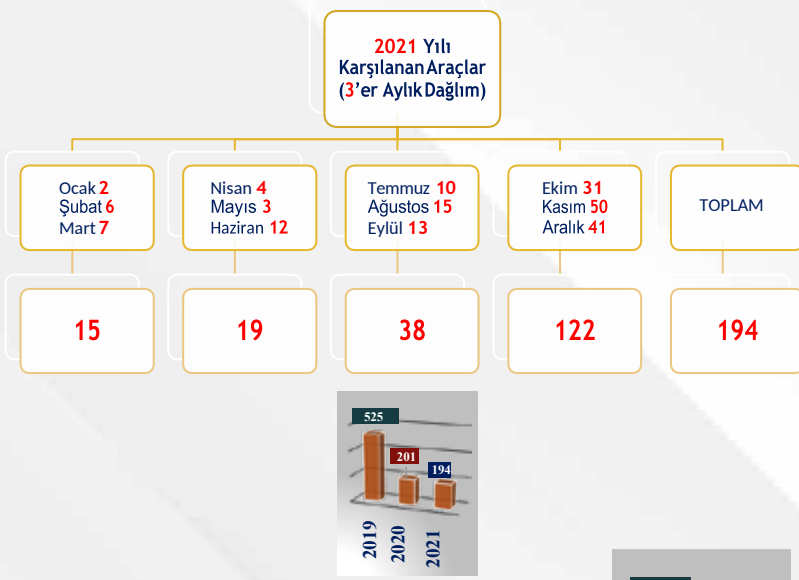 2021 Yılı
Karşılanan Araçlar
(3'er Aylık Dağlım)
Ocak 2
Şubat 6
Mart 7
Nisan 4
Mayıs 3
Haziran 12
Temmuz 10
Ağustos 15
Eylül 13
Ekim 31
Kasım 50
Aralık 41
TOPLAM
15
19
38
122
194
525
201
194
2019
2020
2021